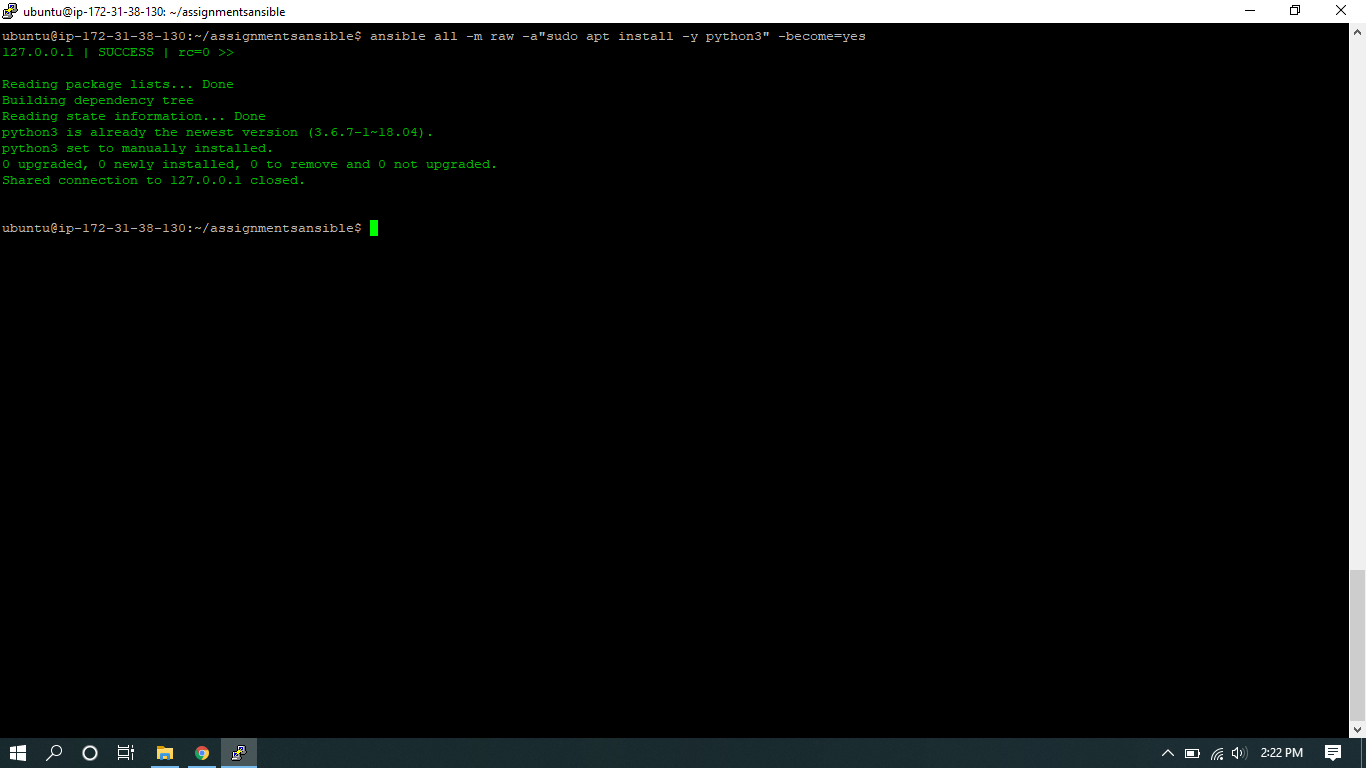 ubuntu@ip-172-31-38-130: ~/assignmentsansible
ubuntu@ip-172-31-38-130:~/assignmentsansible$ ansible all -m raw -a"sudo apt install -y python3" -become=yes
127.0.0.1 | SUCCESS | rc=0 >>
Reading package lists... Done
Building dependency tree
Reading state information... Done
python3 is already the newest version (3.6.7-1~18.04).
python3 set to manually installed.
0 upgraded, 0 newly installed, 0 to remove and 0 not upgraded.
Shared connection to 127.0.0.1 closed.
ubuntu@ip-172-31-38-130:~/assignmentsansible$
2:22 PM